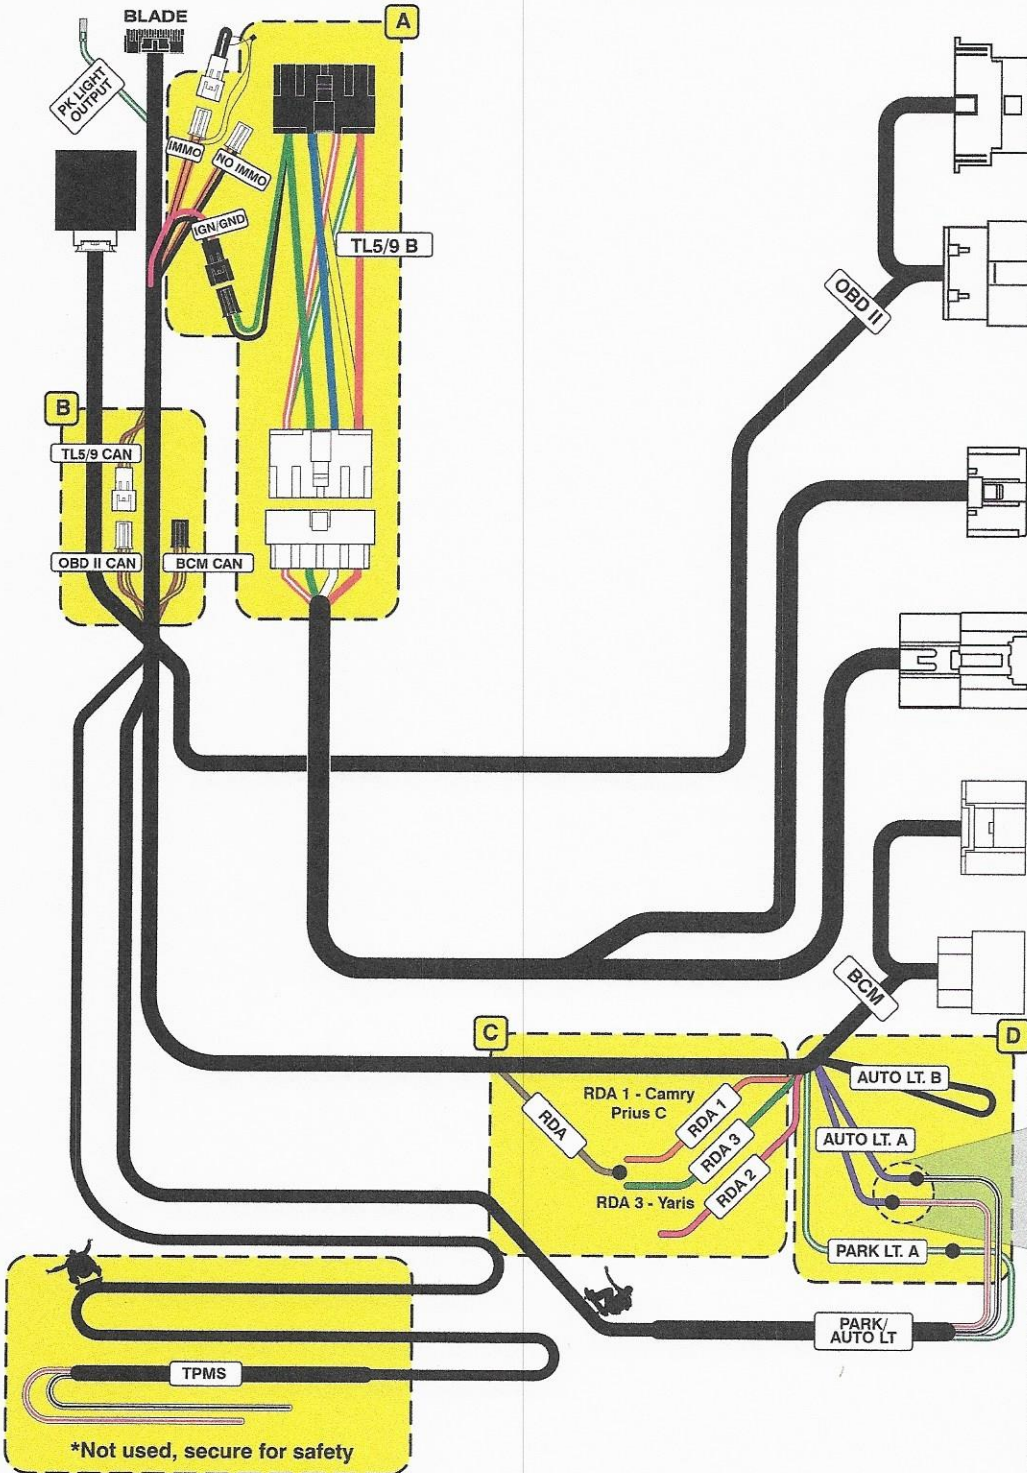 BLADE
A
PK LIGHT
OUTPUT
IMMO
NO IMMO
IGN/GND
TL5/9 B
OBD II
B
TL5/9 CAN
OBD II CAN
BCM CAN
BCM
C
D
RDA 1 - Camry
Prius C
RDA
RDA 1
RDA 3
RDA 3 - Yaris
RDA 2
AUTO LT. B
AUTO LT. A
PARK LT. A
PARK/
AUTO LT
TPMS
*Not used, secure for safety